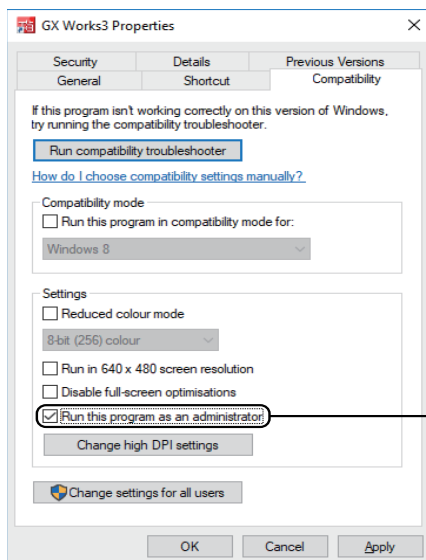 GX Works3 Properties
Security Details Previous Versions
General Shortcut Compatibility
If this program isn't working correctly on this version of Windows,
try running the compatibility troubleshooter.
Run compatibility troubleshooter
How do I choose compatibility settings manually?
Compatibility mode
Run this program in compatibility mode for:
Windows 8
Settings
Reduced colour mode
8-bit (256) colour
Run in 640 x 480 screen resolution
Disable full-screen optimisations
Run this program as an administrator
Change high DPI settings
Change settings for all users
OK Cancel Apply